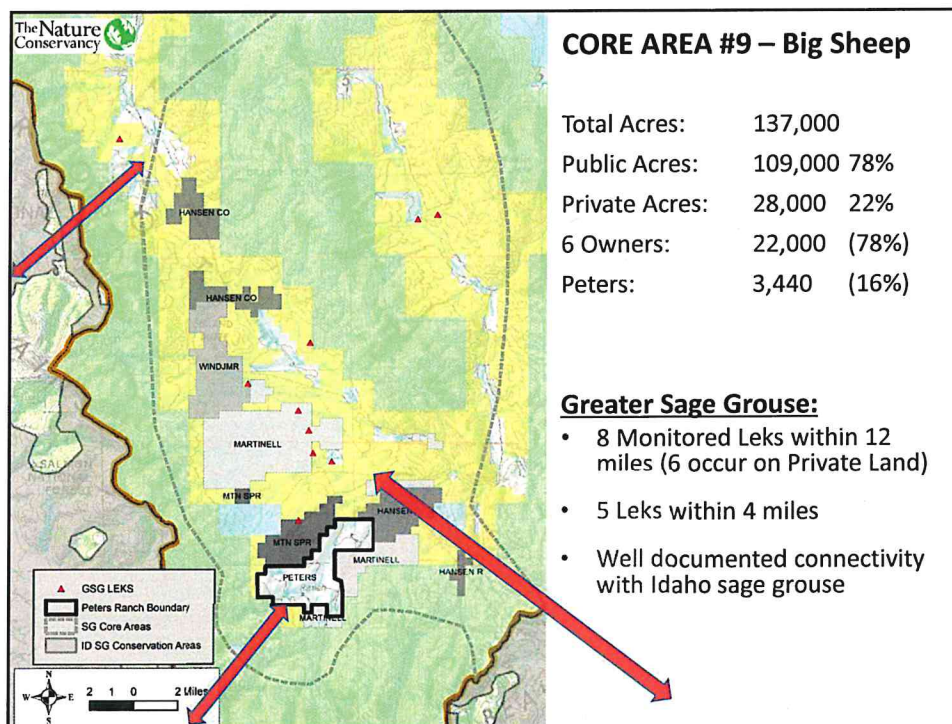 The Nature
Conservancy
CORE AREA #9 – Big Sheep
Total Acres: 137,000
Public Acres: 109,000 78%
Private Acres: 28,000 22%
6 Owners: 22,000 (78%)
Peters: 3,440 (16%)
Greater Sage Grouse:
• 8 Monitored Leks within 12
miles (6 occur on Private Land)
• 5 Leks within 4 miles
• Well documented connectivity
with Idaho sage grouse
HANSEN CO
HANSEN CO
WINDJMR
MARTINELL
MTN SPR
HANSEN
MTN SPR
MARTINELL
PETERS
HANSEN R
MARTINELL
GSG LEKS
Peters Ranch Boundary
SG Core Areas
ID SG Conservation Areas
N
W E
S
2 1 0 2 Miles